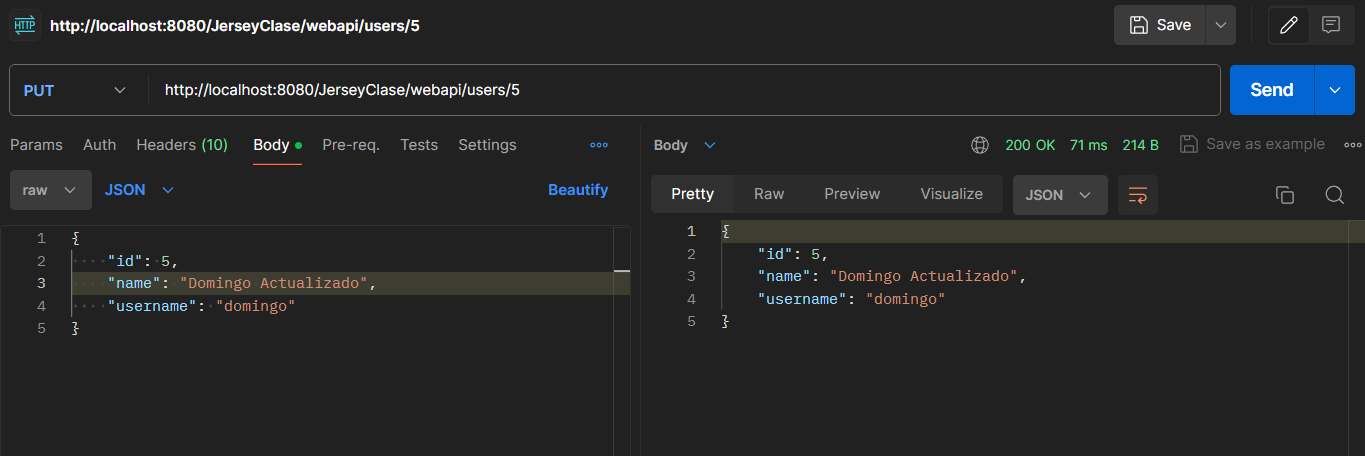 HTTP http://localhost:8080/JerseyClase/webapi/users/5 Save
PUT http://localhost:8080/JerseyClase/webapi/users/5 Send
Params Auth Headers (10) Body Pre-req. Tests Settings
raw JSON Beautify
1 {
2 "id": 5,
3 "name": "Domingo Actualizado",
4 "username": "domingo"
5 }
Body 200 OK 71 ms 214 B Save as example
Pretty Raw Preview Visualize JSON
1 {
2 "id": 5,
3 "name": "Domingo Actualizado",
4 "username": "domingo"
5 }